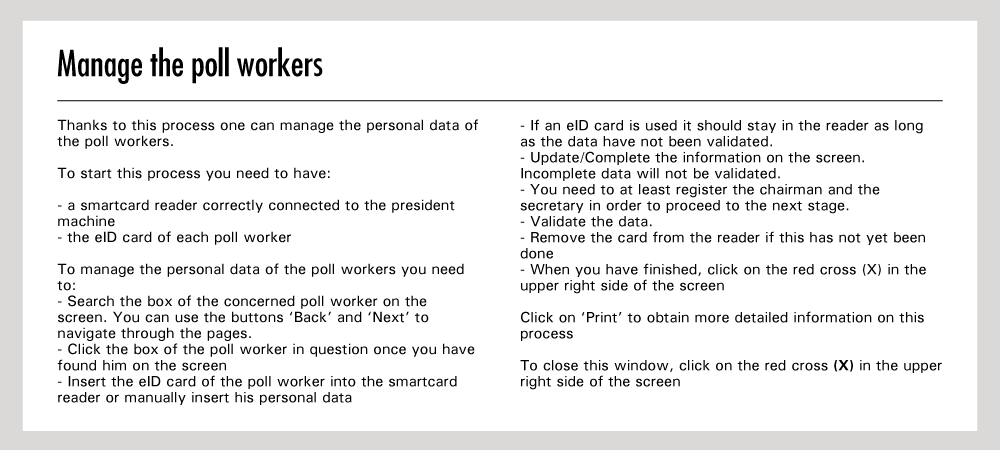 Manage the poll workers
Thanks to this process one can manage the personal data of
the poll workers.
To start this process you need to have:
- a smartcard reader correctly connected to the president
machine
- the eID card of each poll worker
To manage the personal data of the poll workers you need
to:
- Search the box of the concerned poll worker on the
screen. You can use the buttons ‘Back’ and ‘Next’ to
navigate through the pages.
- Click the box of the poll worker in question once you have
found him on the screen
- Insert the eID card of the poll worker into the smartcard
reader or manually insert his personal data
- If an eID card is used it should stay in the reader as long
as the data have not been validated.
- Update/Complete the information on the screen.
Incomplete data will not be validated.
- You need to at least register the chairman and the
secretary in order to proceed to the next stage.
- Validate the data.
- Remove the card from the reader if this has not yet been
done
- When you have finished, click on the red cross (X) in the
upper right side of the screen
Click on ‘Print’ to obtain more detailed information on this
process
To close this window, click on the red cross (X) in the upper
right side of the screen